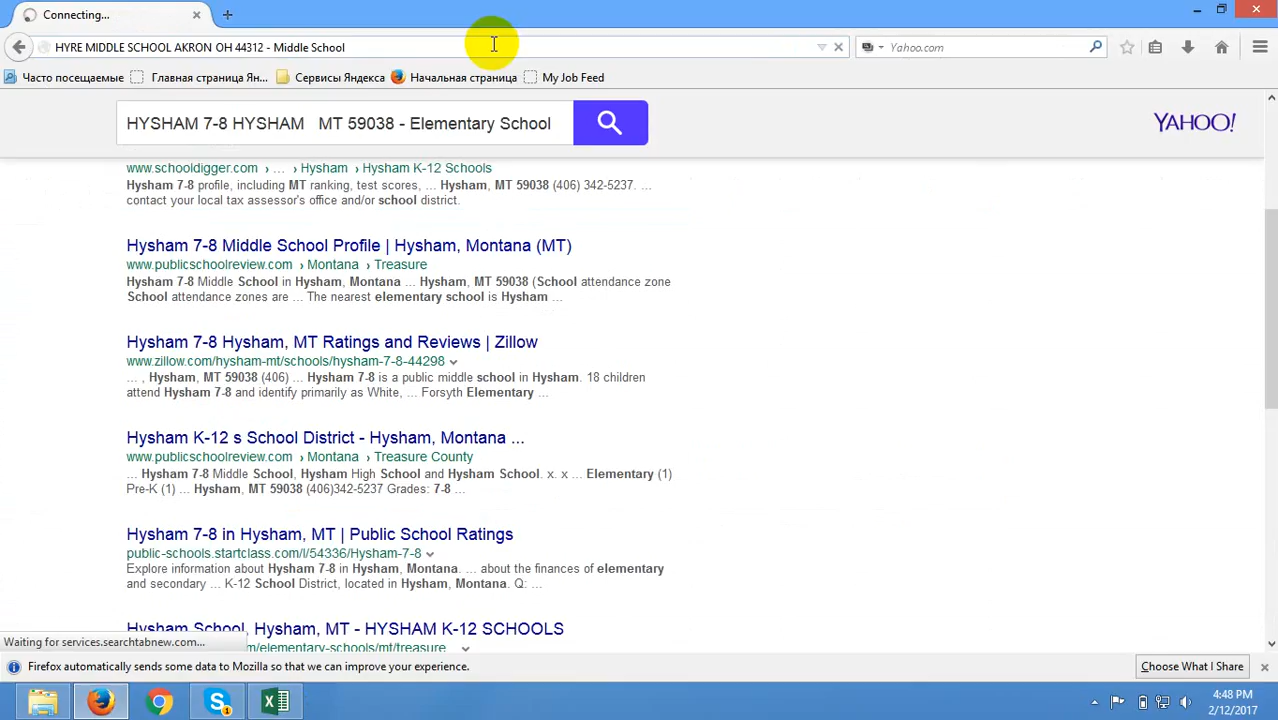 Connecting...
HYRE MIDDLE SCHOOL AKRON OH 44312 - Middle School
Yahoo.com
Часто посещаемые
Главная страница Ян...
Сервисы Яндекса
Начальная страница
My Job Feed
HYSHAM 7-8 HYSHAM MT 59038 - Elementary School
YAHOO!
www.schooldigger.com › ... › Hysham › Hysham K-12 Schools
Hysham 7-8 profile, including MT ranking, test scores, ... Hysham, MT 59038 (406) 342-5237. ...
contact your local tax assessor's office and/or school district.
Hysham 7-8 Middle School Profile | Hysham, Montana (MT)
www.publicschoolreview.com › Montana › Treasure
Hysham 7-8 Middle School in Hysham, Montana ... Hysham, MT 59038 (School attendance zone
School attendance zones are ... The nearest elementary school is Hysham ...
Hysham 7-8 Hysham, MT Ratings and Reviews | Zillow
www.zillow.com/hysham-mt/schools/hysham-7-8-44298
... , Hysham, MT 59038 (406) ... Hysham 7-8 is a public middle school in Hysham. 18 children
attend Hysham 7-8 and identify primarily as White, ... Forsyth Elementary ...
Hysham K-12 s School District - Hysham, Montana ...
www.publicschoolreview.com › Montana › Treasure County
... Hysham 7-8 Middle School, Hysham High School and Hysham School. x. x ... Elementary (1)
Pre-K (1) ... Hysham, MT 59038 (406)342-5237 Grades: 7-8 ...
Hysham 7-8 in Hysham, MT | Public School Ratings
public-schools.startclass.com/l/54336/Hysham-7-8
Explore information about Hysham 7-8 in Hysham, Montana. ... about the finances of elementary
and secondary ... K-12 School District, located in Hysham, Montana. Q: ...
Hysham School, Hysham, MT - HYSHAM K-12 SCHOOLS
m/elementary-schools/mt/treasure
Waiting for services.searchtabnew.com...
Firefox automatically sends some data to Mozilla so that we can improve your experience.
Choose What I Share
4:48 PM
2/12/2017